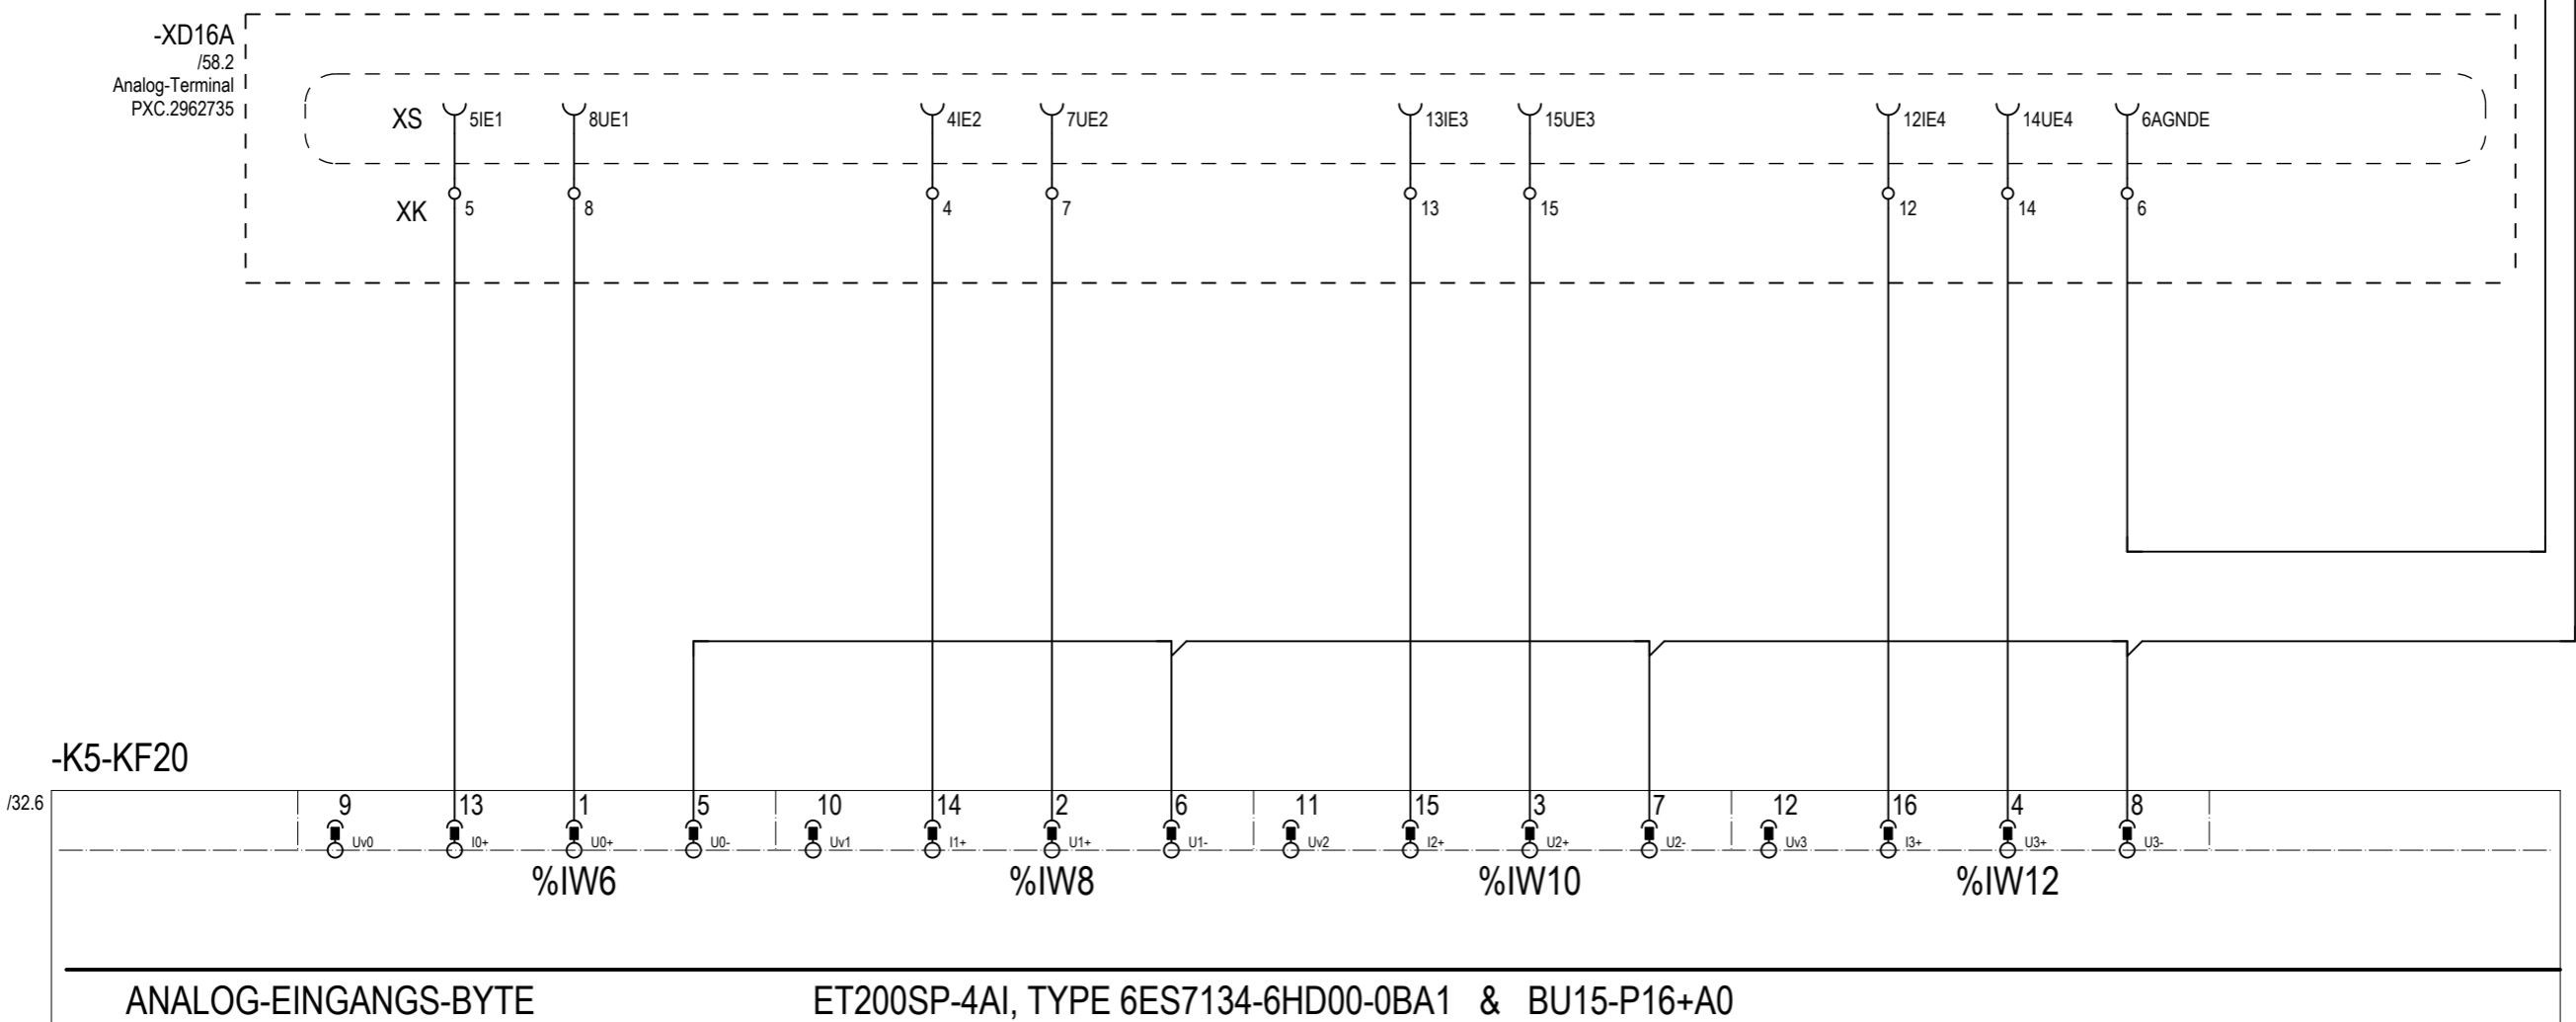 -XD16A
/58.2
Analog-Terminal
PXC.2962735
XS 5IE1 8UE1 4IE2 7UE2 13IE3 15UE3 12IE4 14UE4 6AGNDE
XK 5 8 4 7 13 15 12 14 6
-K5-KF20
/32.6 9 13 1 5 10 14 2 6 11 15 3 7 12 16 4 8
Uv0 I0+ U0+ U0- Uv1 I1+ U1+ U1- Uv2 I2+ U2+ U2- Uv3 I3+ U3+ U3-
%IW6 %IW8 %IW10 %IW12
ANALOG-EINGANGS-BYTE ET200SP-4AI, TYPE 6ES7134-6HD00-0BA1 & BU15-P16+A0